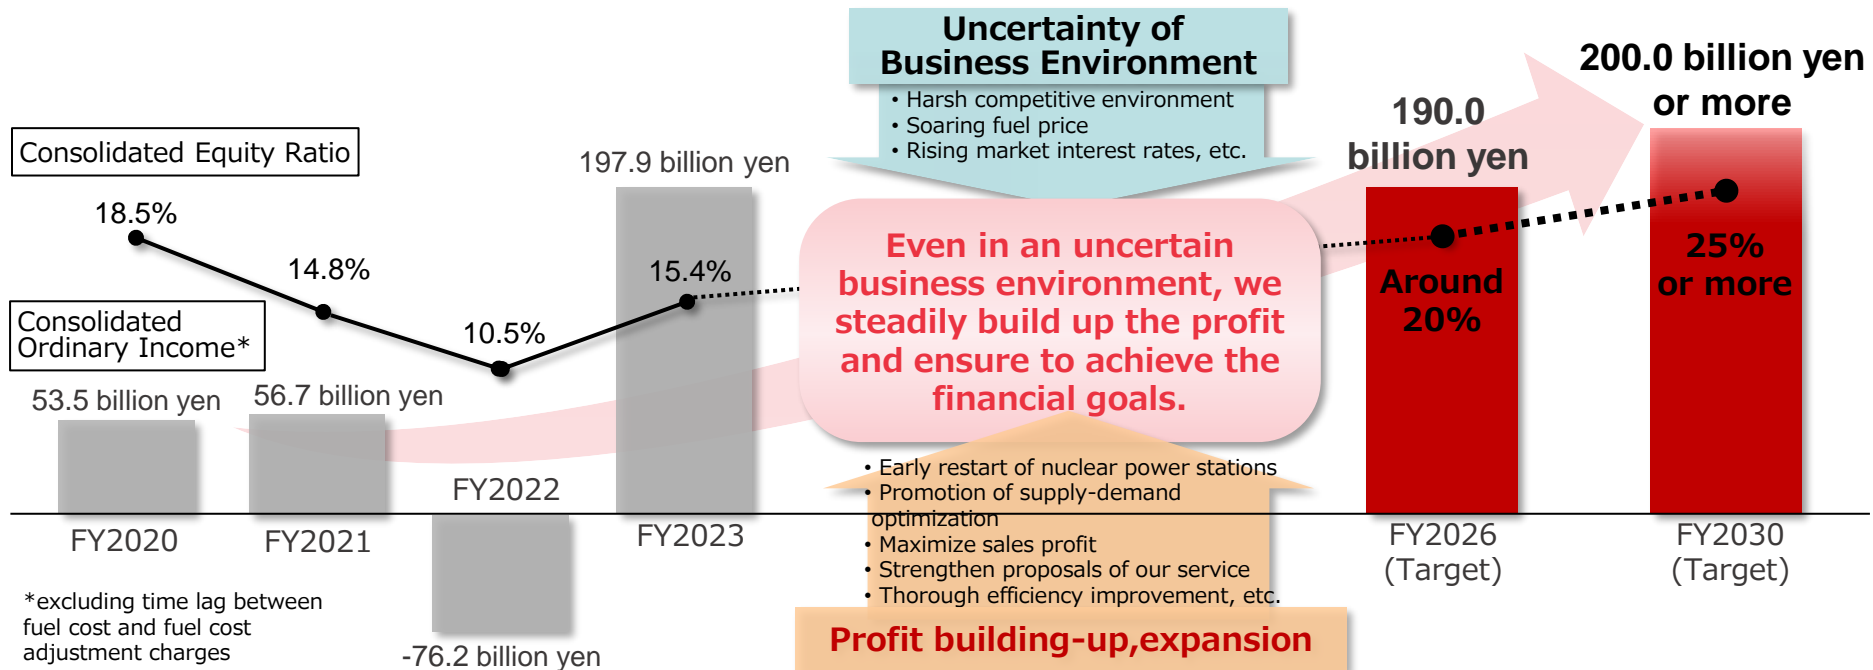 Uncertainty of
Business Environment
• Harsh competitive environment
• Soaring fuel price
• Rising market interest rates, etc.
200.0 billion yen
or more
190.0
billion yen
Consolidated Equity Ratio
197.9 billion yen
18.5%
14.8%
10.5%
15.4%
Even in an uncertain
business environment, we
steadily build up the profit
and ensure to achieve the
financial goals.
Around
20%
25%
or more
Consolidated
Ordinary Income*
53.5 billion yen
56.7 billion yen
• Early restart of nuclear power stations
• Promotion of supply-demand
optimization
• Maximize sales profit
• Strengthen proposals of our service
• Thorough efficiency improvement, etc.
Profit building-up,expansion
FY2020
FY2021
FY2022
FY2023
FY2026
(Target)
FY2030
(Target)
-76.2 billion yen
*excluding time lag between
fuel cost and fuel cost
adjustment charges